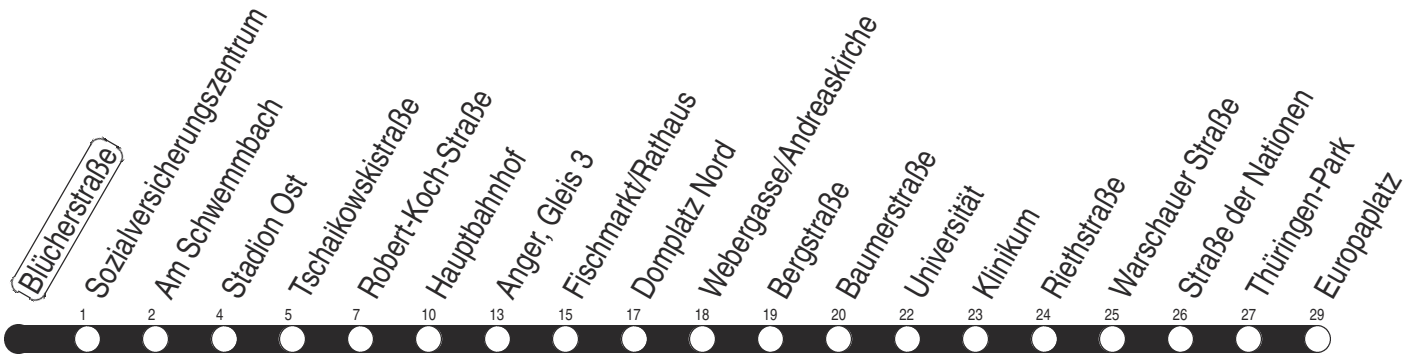 Blücherstraße
Sozialversicherungszentrum
Am Schwemmbach
Stadion Ost
Tschaikowskistraße
Robert-Koch-Straße
Hauptbahnhof
Anger, Gleis 3
Fischmarkt/Rathaus
Domplatz Nord
Webergasse/Andreaskirche
Bergstraße
Baumerstraße
Universität
Klinikum
Riethstraße
Warschauer Straße
Straße der Nationen
Thüringen-Park
Europaplatz
1 2 4 5 7 10 13 15 17 18 19 20 22 23 24 25 26 27 29